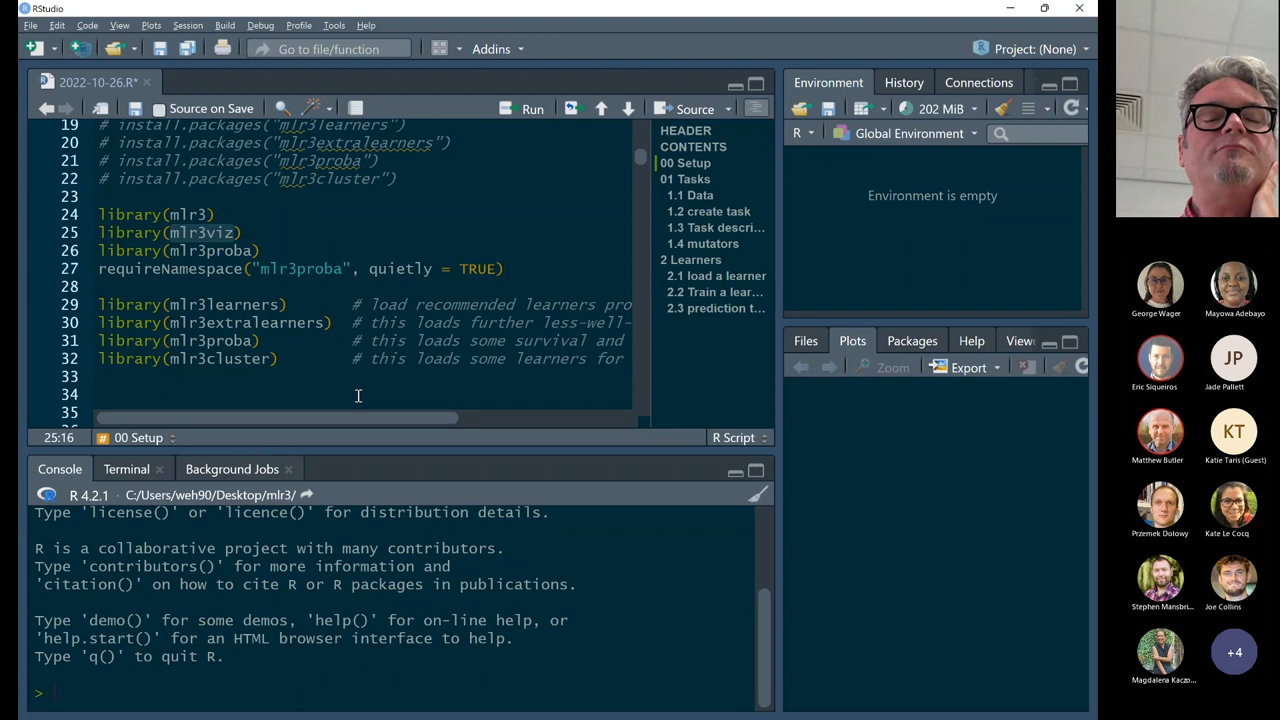 RStudio
File Edit Code View Plots Session Build Debug Profile Tools Help
Go to file/function Addins Project: (None)
2022-10-26.R*
Source on Save Run Source
19 # install.packages("mlr3learners")
20 # install.packages("mlr3extralearners")
21 # install.packages("mlr3proba")
22 # install.packages("mlr3cluster")
23
24 library(mlr3)
25 library(mlr3viz)
26 library(mlr3proba)
27 requireNamespace("mlr3proba", quietly = TRUE)
28
29 library(mlr3learners) # load recommended learners pro
30 library(mlr3extralearners) # this loads further less-well-
31 library(mlr3proba) # this loads some survival and
32 library(mlr3cluster) # this loads some learners for
33
34
35
HEADER
CONTENTS
00 Setup
01 Tasks
1.1 Data
1.2 create task
1.3 Task descri...
1.4 mutators
2 Learners
2.1 load a learner
2.2 Train a lear...
2.3 prediction t...
25:16 # 00 Setup R Script
Console Terminal Background Jobs
R 4.2.1 · C:/Users/weh90/Desktop/mlr3/
Type 'license()' or 'licence()' for distribution details.
R is a collaborative project with many contributors.
Type 'contributors()' for more information and
'citation()' on how to cite R or R packages in publications.
Type 'demo()' for some demos, 'help()' for on-line help, or
'help.start()' for an HTML browser interface to help.
Type 'q()' to quit R.
>
Environment History Connections
202 MiB
R Global Environment
Environment is empty
Files Plots Packages Help View
Zoom Export
George Wager Mayowa Adebayo
JP
Eric Siqueiros Jade Pallett
KT
Matthew Butler Katie Taris (Guest)
Przemek Dolowy Kate Le Cocq
Stephen Mansbri... Joe Collins
+4
Magdalena Kaczo...